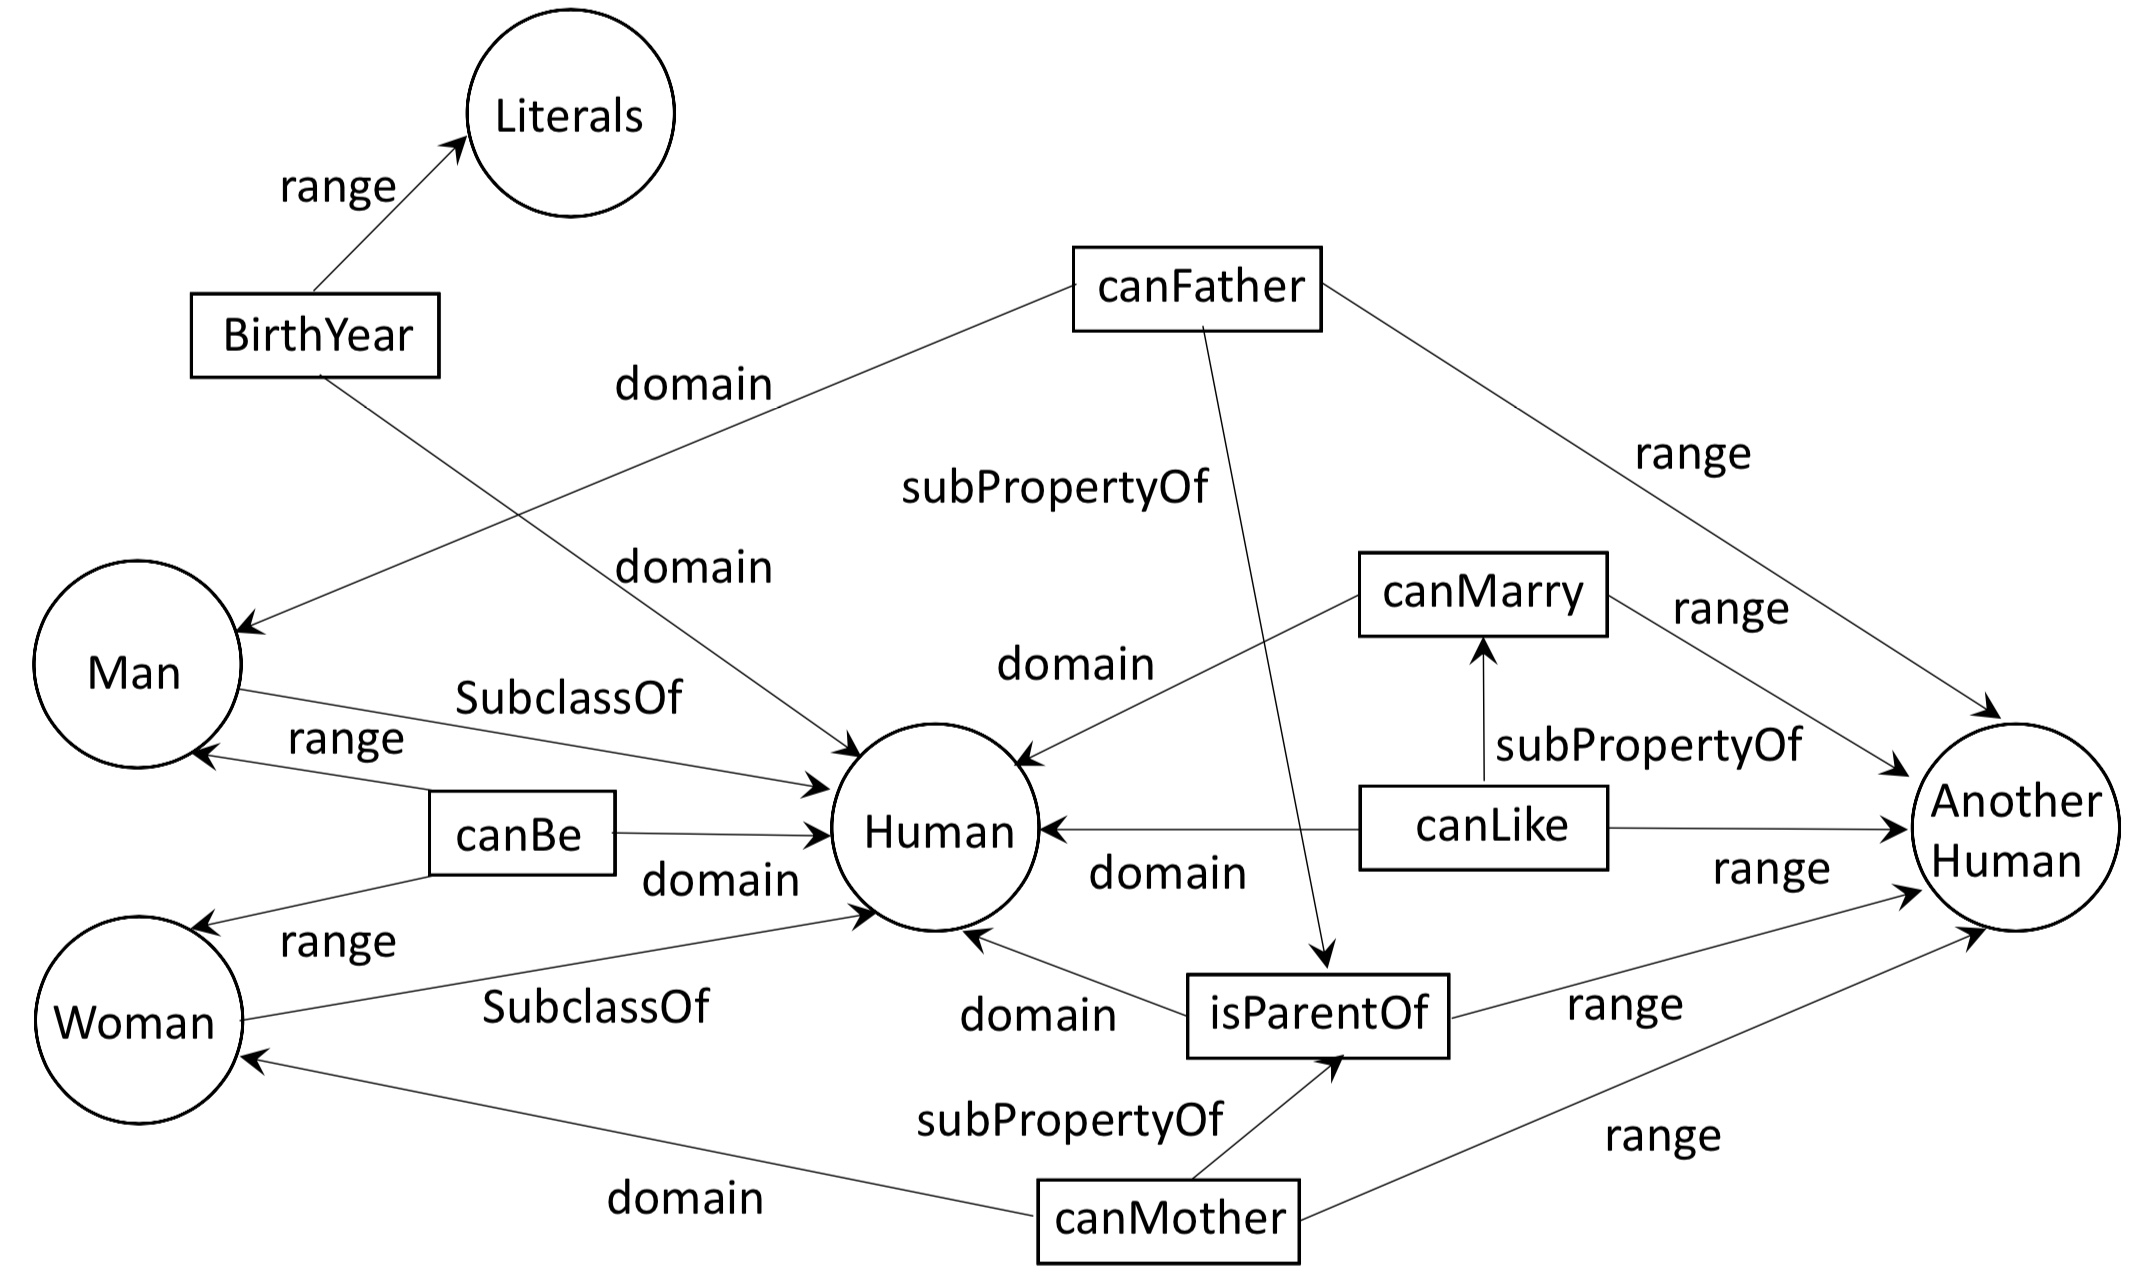 Literals
range
BirthYear
canFather
domain
range
subPropertyOf
domain
canMarry
range
domain
Man
SubclassOf
range
subPropertyOf
canBe
Human
canLike
Another
Human
domain
domain
range
range
Woman
SubclassOf
domain
isParentOf
range
subPropertyOf
range
domain
canMother